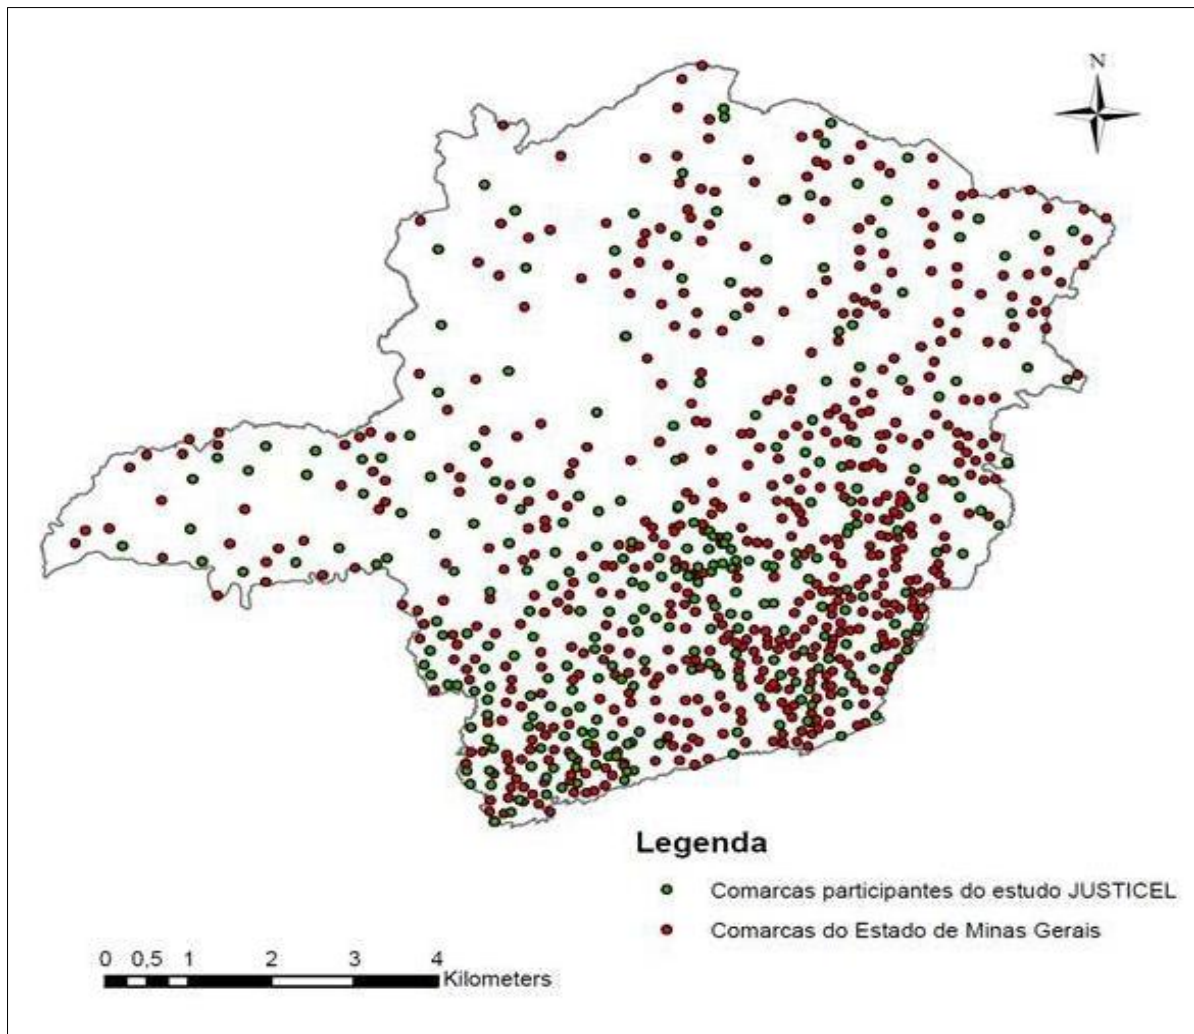 N
Legenda
Comarcas participantes do estudo JUSTICEL
Comarcas do Estado de Minas Gerais
0 0,5 1 2 3 4
Kilometers